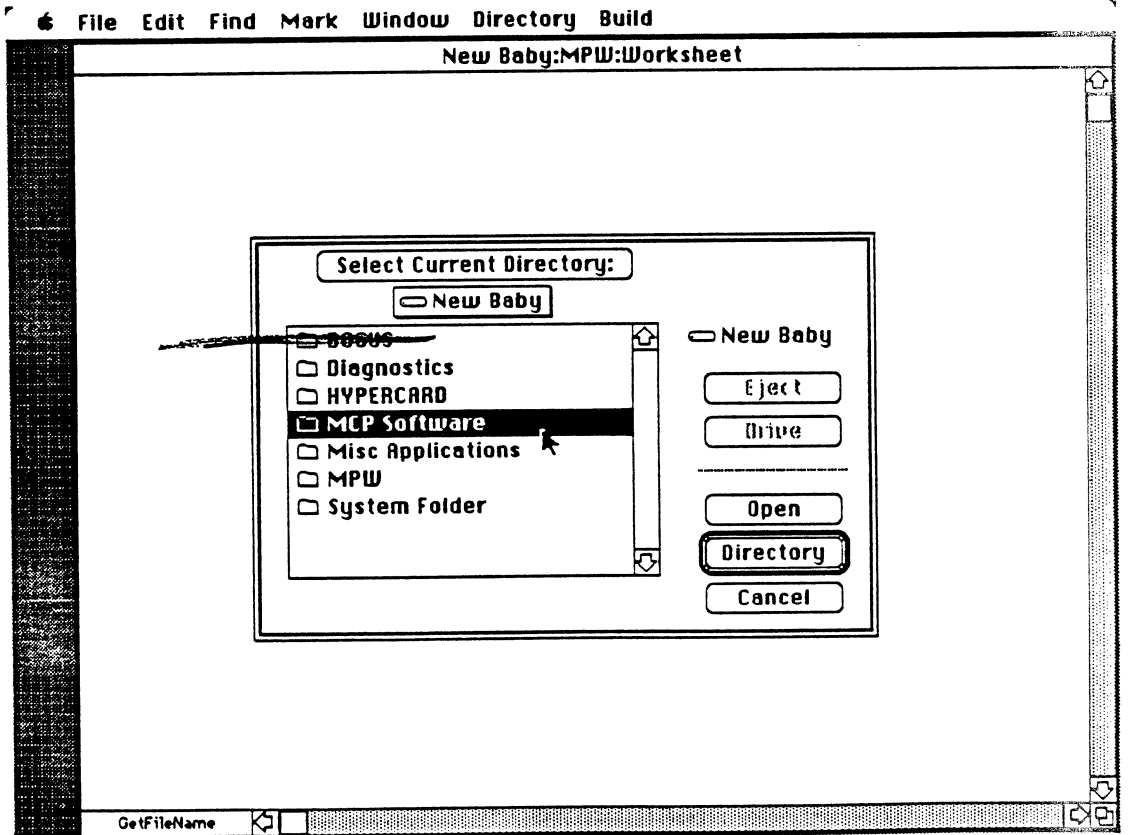 File Edit Find Mark Window Directory Build
New Baby:MPW:Worksheet
Select Current Directory:
New Baby
BOGUS
Diagnostics
HYPERCARD
MCP Software
Misc Applications
MPW
System Folder
New Baby
Eject
Drive
Open
Directory
Cancel
GetFileName